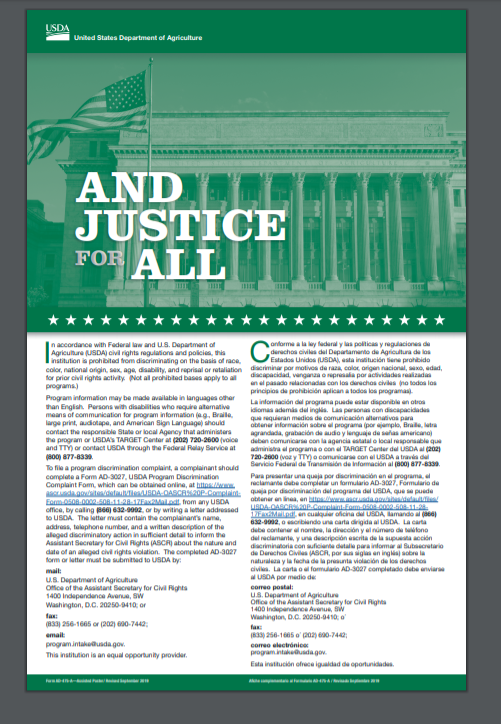 USDA
United States Department of Agriculture
AND
JUSTICE
FOR ALL
In accordance with Federal law and U.S. Department of
Agriculture (USDA) civil rights regulations and policies, this
institution is prohibited from discriminating on the basis of race,
color, national origin, sex, age, disability, and reprisal or retaliation
for prior civil rights activity. (Not all prohibited bases apply to all
programs.)
Program information may be made available in languages other
than English. Persons with disabilities who require alternative
means of communication for program information (e.g., Braille,
large print, audiotape, and American Sign Language) should
contact the responsible State or local Agency that administers
the program or USDA's TARGET Center at (202) 720-2600 (voice
and TTY) or contact USDA through the Federal Relay Service at
(800) 877-8339.
To file a program discrimination complaint, a complainant should
complete a Form AD-3027, USDA Program Discrimination
Complaint Form, which can be obtained online, at https://www.
ascr.usda.gov/sites/default/files/USDA-OASCR%20P-Complaint-
Form-0508-0002-508-11-28-17Fax2Mail.pdf, from any USDA
office, by calling (866) 632-9992, or by writing a letter addressed
to USDA. The letter must contain the complainant's name,
address, telephone number, and a written description of the
alleged discriminatory action in sufficient detail to inform the
Assistant Secretary for Civil Rights (ASCR) about the nature and
date of an alleged civil rights violation. The completed AD-3027
form or letter must be submitted to USDA by:
mail:
U.S. Department of Agriculture
Office of the Assistant Secretary for Civil Rights
1400 Independence Avenue, SW
Washington, D.C. 20250-9410; or
fax:
(833) 256-1665 or (202) 690-7442;
email:
program.intake@usda.gov.
This institution is an equal opportunity provider.
Conforme a la ley federal y las políticas y regulaciones de
derechos civiles del Departamento de Agricultura de los
Estados Unidos (USDA), esta institución tiene prohibido
discriminar por motivos de raza, color, origen nacional, sexo, edad,
discapacidad, venganza o represalia por actividades realizadas
en el pasado relacionadas con los derechos civiles (no todos los
principios de prohibición aplican a todos los programas).
La información del programa puede estar disponible en otros
idiomas además del inglés. Las personas con discapacidades
que requieran medios de comunicación alternativos para
obtener información sobre el programa (por ejemplo, Braille, letra
agrandada, grabación de audio y lenguaje de señas americano)
deben comunicarse con la agencia estatal o local responsable que
administra el programa o con el TARGET Center del USDA al (202)
720-2600 (voz y TTY) o comunicarse con el USDA a través del
Servicio Federal de Transmisión de Información al (800) 877-8339.
Para presentar una queja por discriminación en el programa, el
reclamante debe completar un formulario AD-3027, Formulario de
queja por discriminación del programa del USDA, que se puede
obtener en línea, en https://www.ascr.usda.gov/sites/default/files/
USDA-OASCR%20P-Complaint-Form-0508-0002-508-11-28-
17Fax2Mail.pdf, en cualquier oficina del USDA, llamando al (866)
632-9992, o escribiendo una carta dirigida al USDA. La carta
debe contener el nombre, la dirección y el número de teléfono
del reclamante, y una descripción escrita de la supuesta acción
discriminatoria con suficiente detalle para informar al Subsecretario
de Derechos Civiles (ASCR, por sus siglas en inglés) sobre la
naturaleza y la fecha de la presunta violación de los derechos
civiles. La carta o el formulario AD-3027 completado debe enviarse
al USDA por medio de:
correo postal:
U.S. Department of Agriculture
Office of the Assistant Secretary for Civil Rights
1400 Independence Avenue, SW
Washington, D.C. 20250-9410; o'
fax:
(833) 256-1665 o' (202) 690-7442;
correo electrónico:
program.intake@usda.gov.
Esta institución ofrece igualdad de oportunidades.
Form AD-475-A—Assisted Poster/ Revised September 2019
Afiche complementario al Formulario AD-475-A / Revisado Septiembre 2019